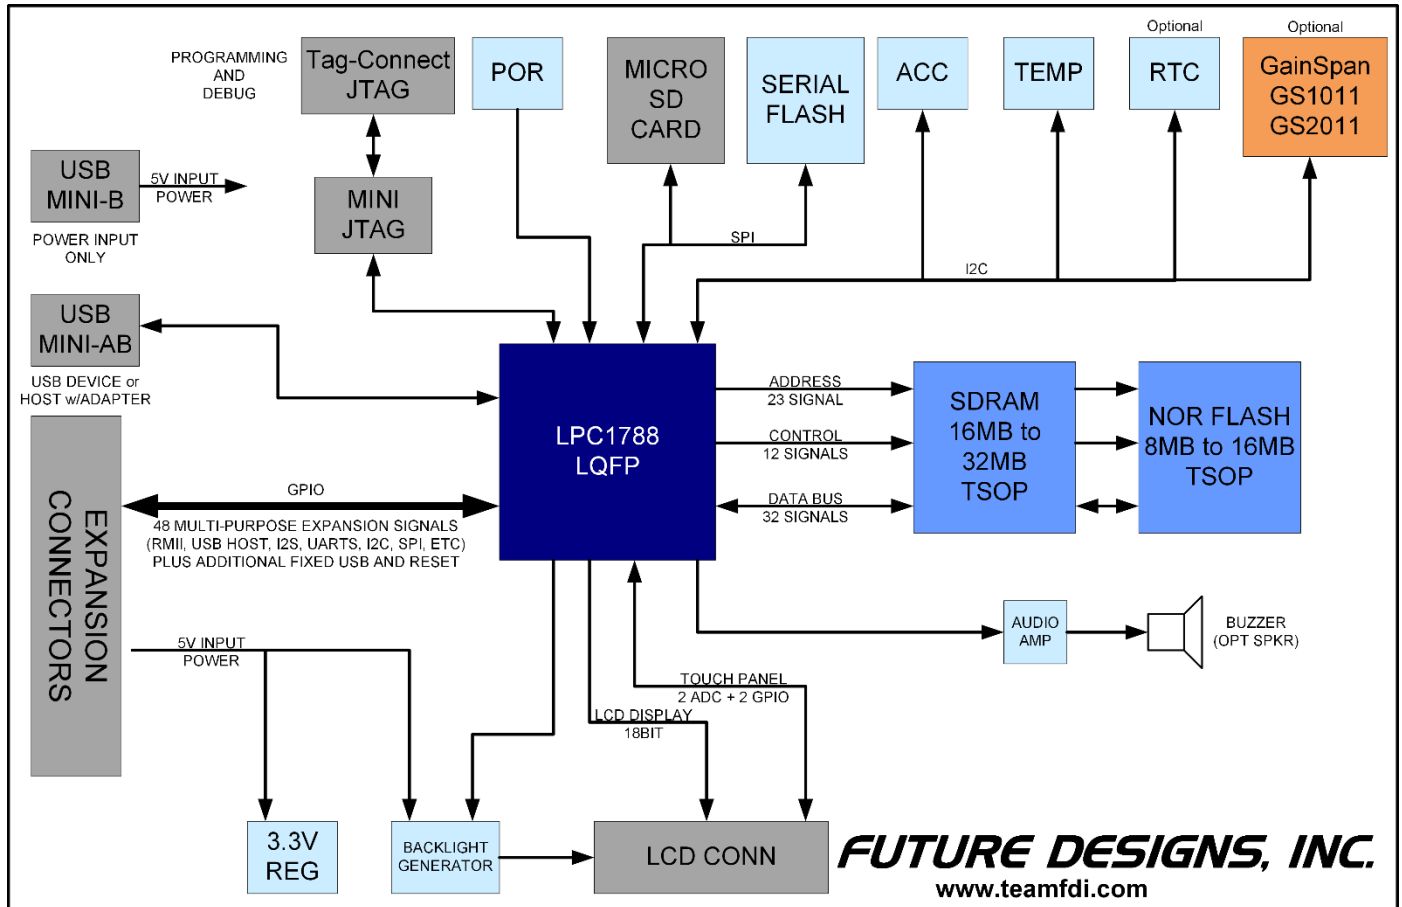 PROGRAMMING
AND
DEBUG
Tag-Connect
JTAG
POR
MICRO
SD
CARD
SERIAL
FLASH
ACC
TEMP
Optional
RTC
Optional
GainSpan
GS1011
GS2011
USB
MINI-B
5V INPUT
POWER
POWER INPUT
ONLY
MINI
JTAG
SPI
I2C
USB
MINI-AB
USB DEVICE or
HOST w/ADAPTER
LPC1788
LQFP
ADDRESS
23 SIGNAL
CONTROL
12 SIGNALS
DATA BUS
32 SIGNALS
SDRAM
16MB to
32MB
TSOP
NOR FLASH
8MB to 16MB
TSOP
EXPANSION
CONNECTORS
GPIO
48 MULTI-PURPOSE EXPANSION SIGNALS
(RMII, USB HOST, I2S, UARTS, I2C, SPI, ETC)
PLUS ADDITIONAL FIXED USB AND RESET
5V INPUT
POWER
AUDIO
AMP
BUZZER
(OPT SPKR)
TOUCH PANEL
2 ADC + 2 GPIO
LCD DISPLAY
18BIT
3.3V
REG
BACKLIGHT
GENERATOR
LCD CONN
FUTURE DESIGNS, INC.
www.teamfdi.com